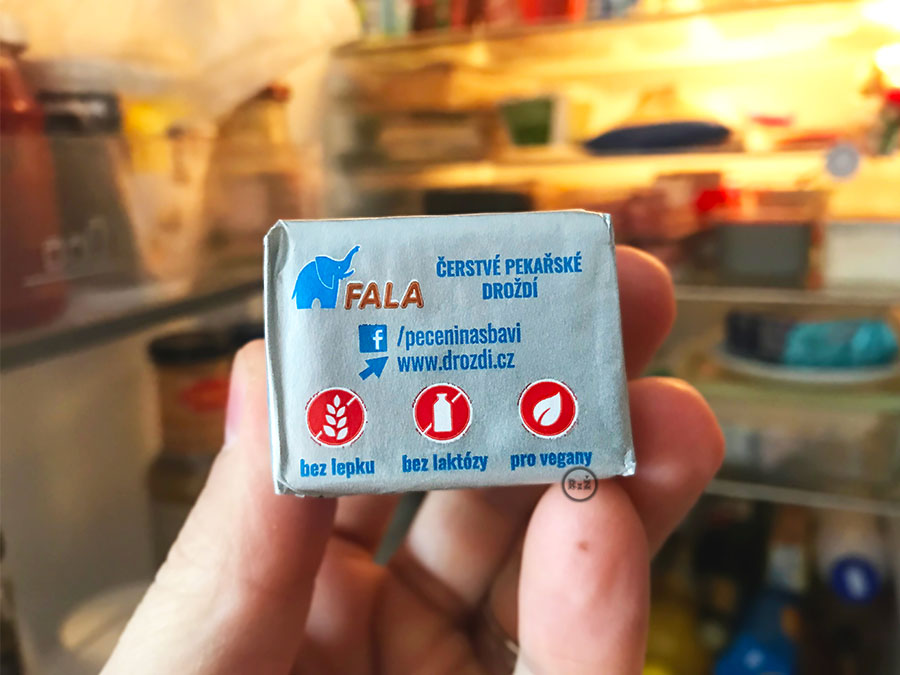 FALA
ČERSTVÉ PEKAŘSKÉ
DROŽDÍ
f /peceninasbavi
www.drozdi.cz
bez lepku
bez laktózy
pro vegany